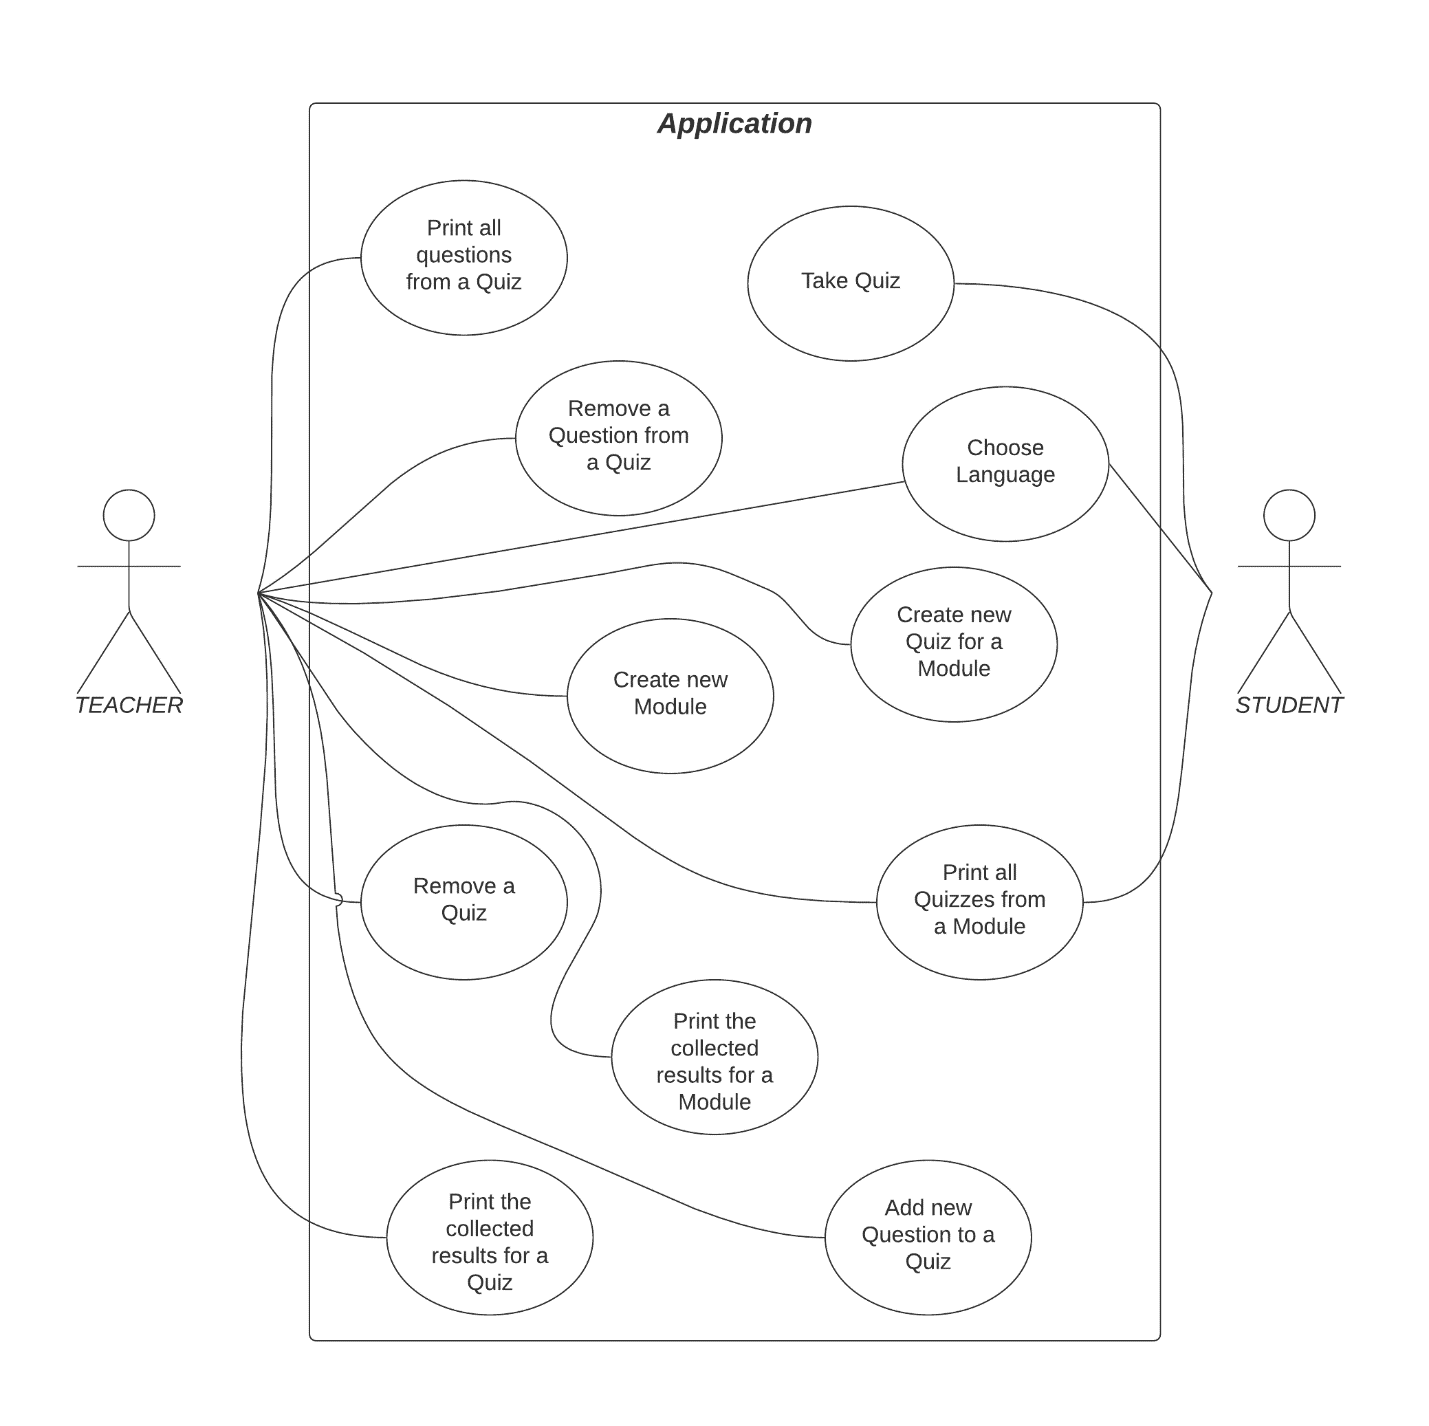 Application
Print all
questions
from a Quiz
Take Quiz
Remove a
Question from
a Quiz
Choose
Language
TEACHER
STUDENT
Create new
Quiz for a
Module
Create new
Module
Remove a
Quiz
Print all
Quizzes from
a Module
Print the
collected
results for a
Module
Print the
collected
results for a
Quiz
Add new
Question to a
Quiz